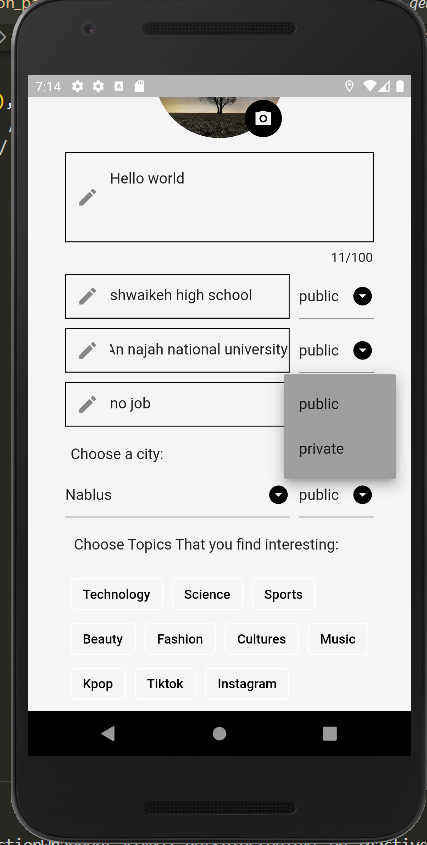 7:14
Hello world
11/100
shwaikeh high school public
An najah national university public
no job public
private
Choose a city:
Nablus public
Choose Topics That you find interesting:
Technology Science Sports
Beauty Fashion Cultures Music
Kpop Tiktok Instagram